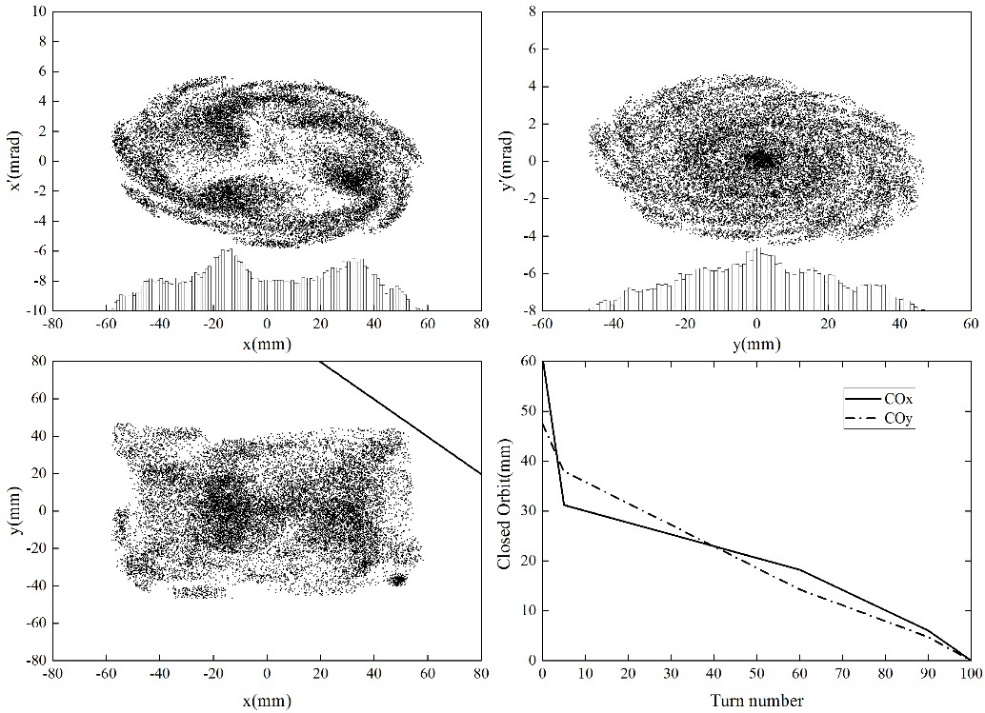 10
8
6
4
2
0
-2
-4
-6
-8
-10
x'(mrad)
-80 -60 -40 -20 0 20 40 60 80
x(mm)
8
6
4
2
0
-2
-4
-6
-8
y'(mrad)
-60 -40 -20 0 20 40 60
y(mm)
80
60
40
20
0
-20
-40
-60
-80
y(mm)
-80 -60 -40 -20 0 20 40 60 80
x(mm)
60
50
40
30
20
10
0
Closed Orbit(mm)
COx
COy
0 10 20 30 40 50 60 70 80 90 100
Turn number